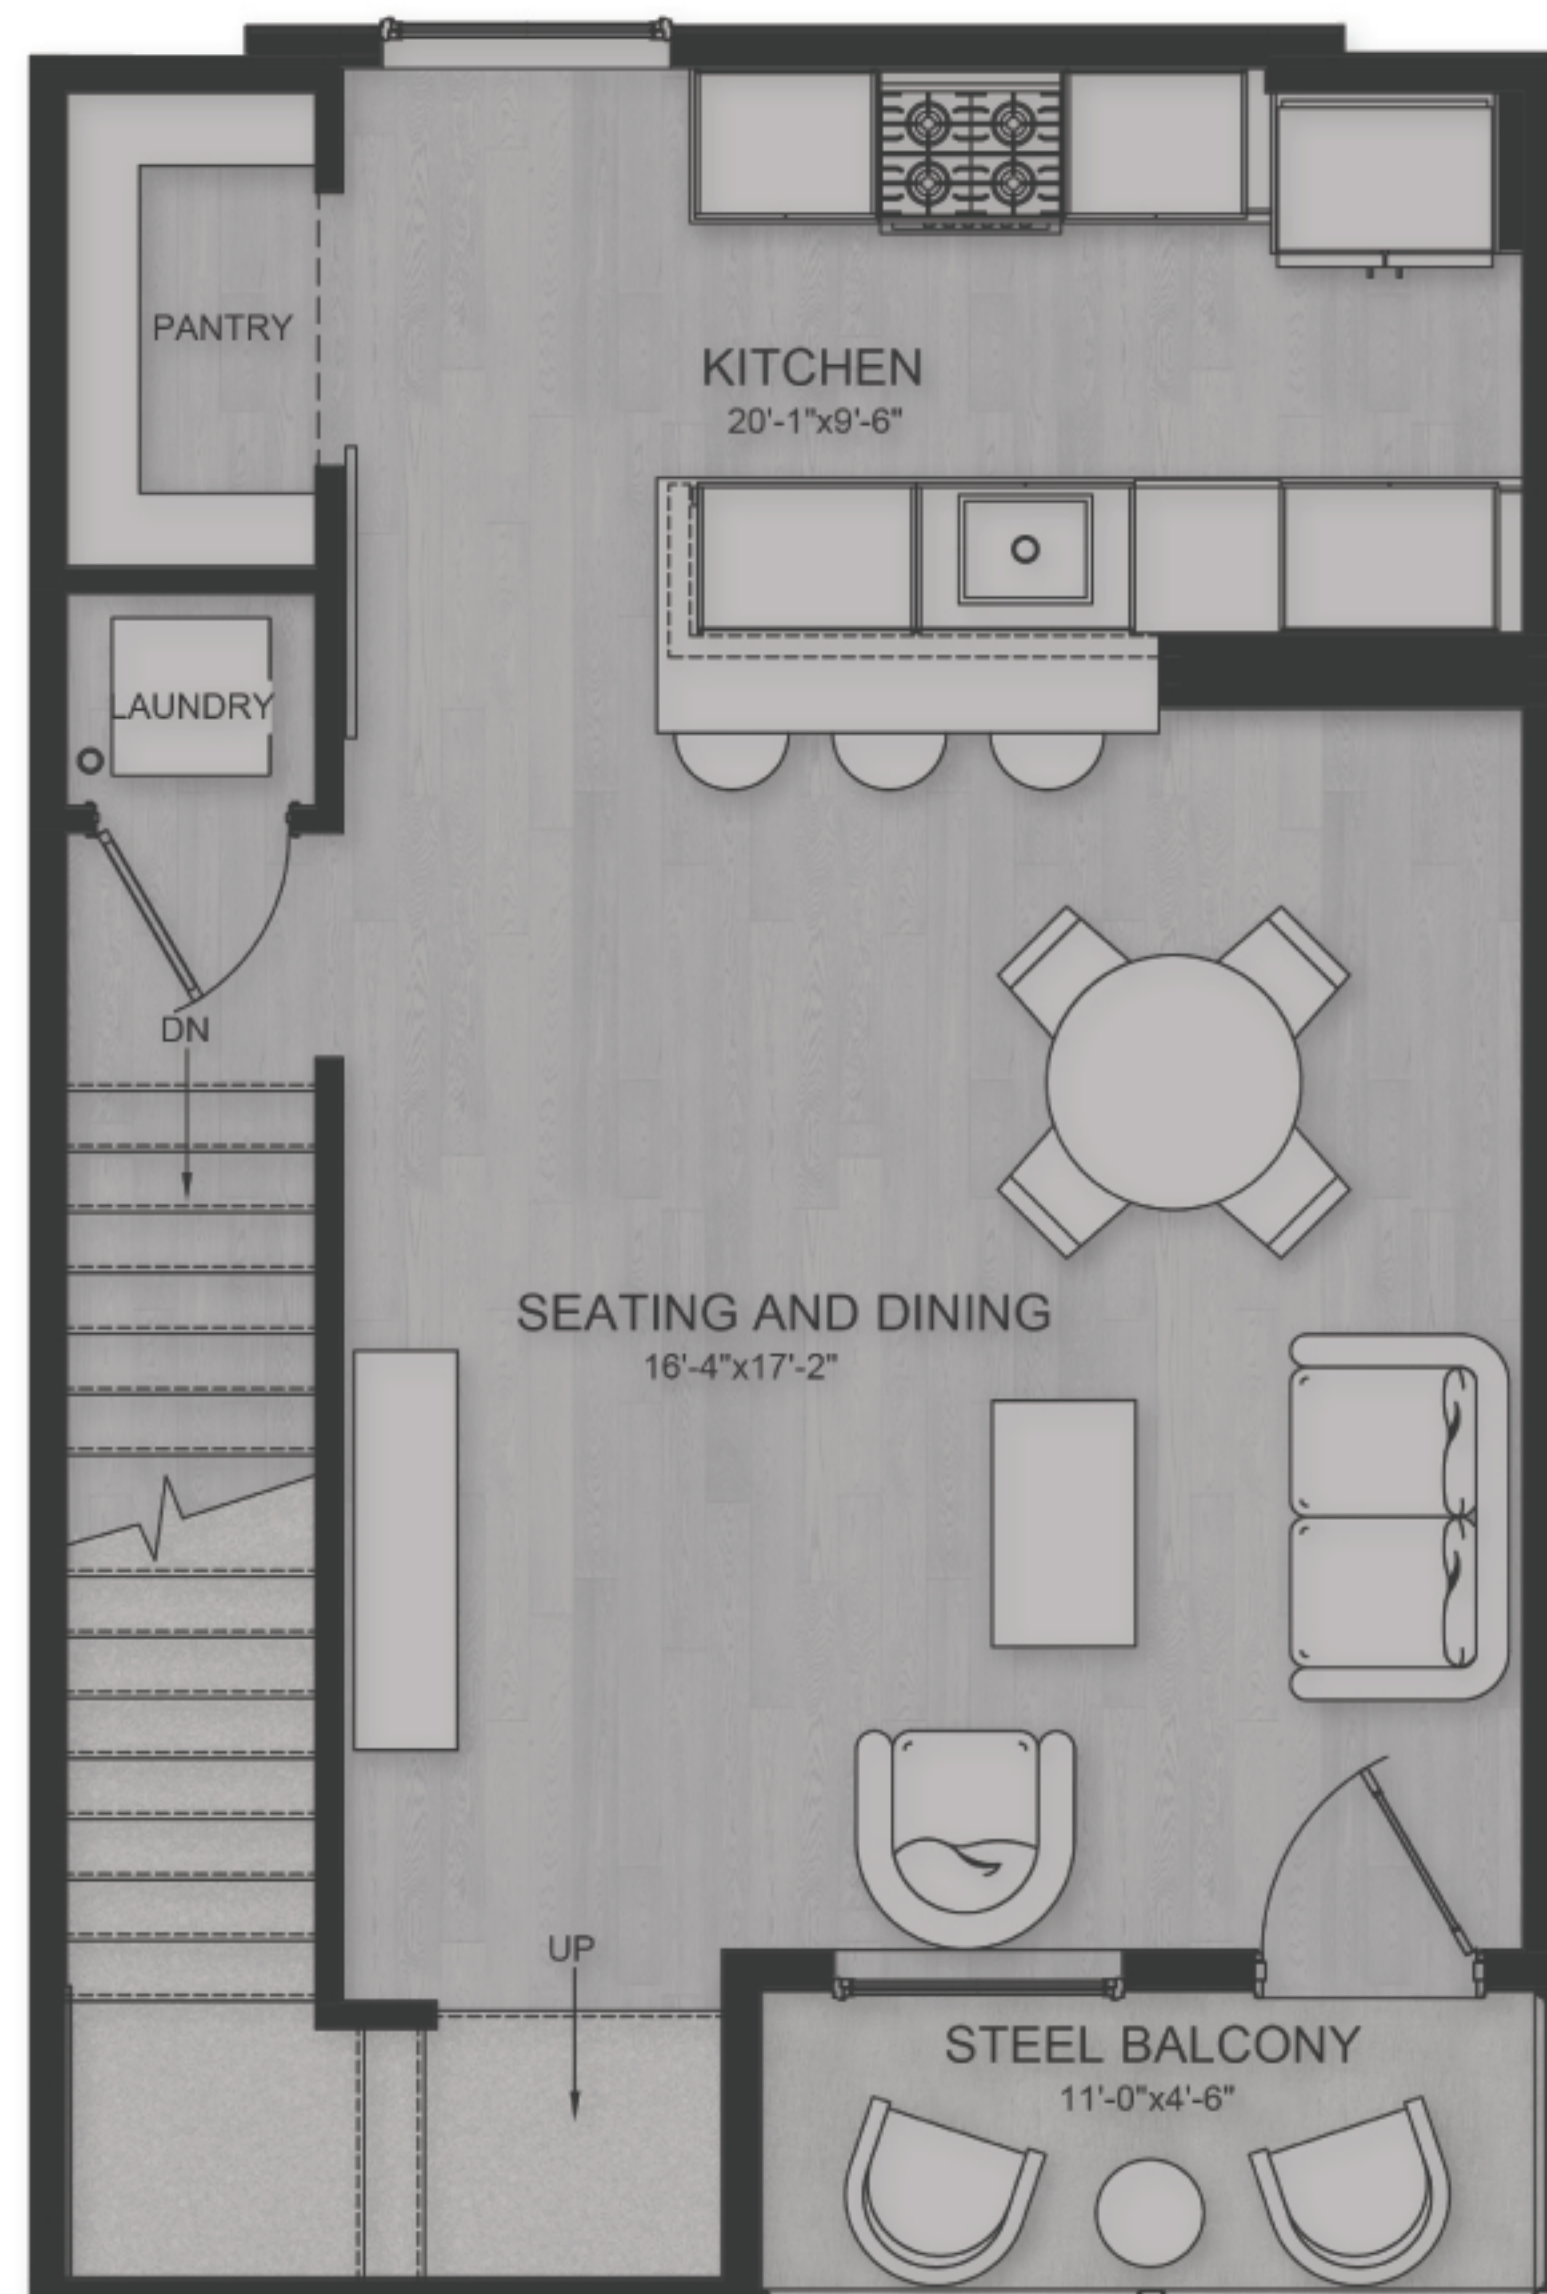 PANTRY
KITCHEN
20'-1"x9'-6"
LAUNDRY
DN
SEATING AND DINING
16'-4"x17'-2"
UP
STEEL BALCONY
11'-0"x4'-6"